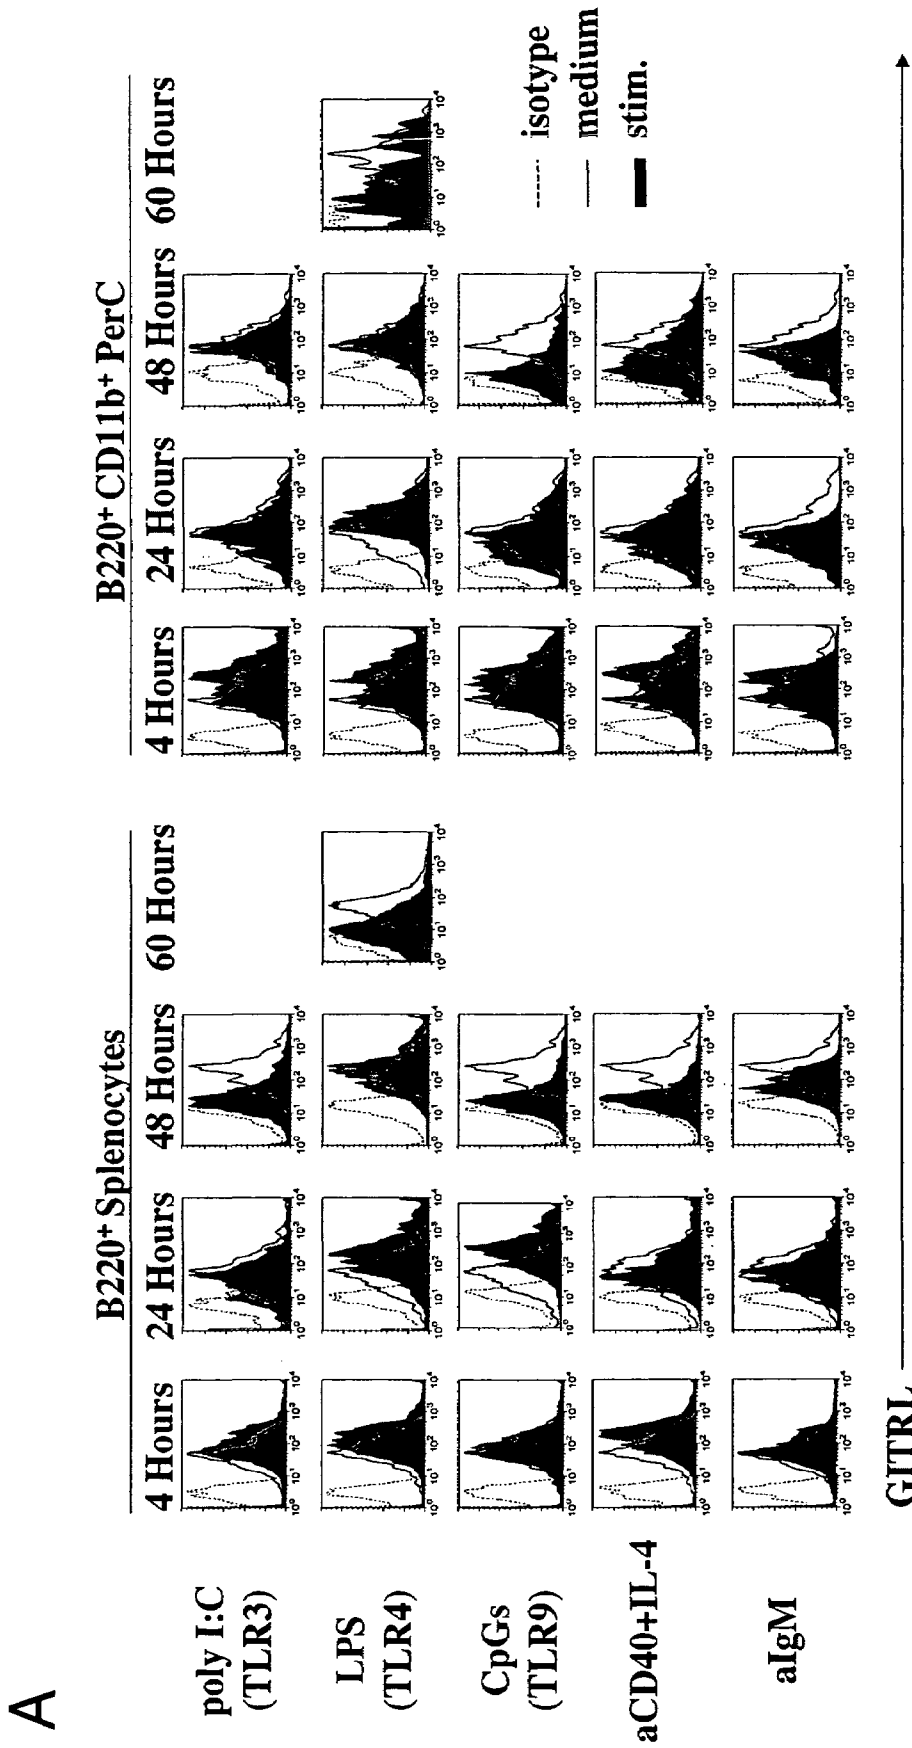 A
B220+ Splenocytes
B220+ CD11b+ PerC
4 Hours 24 Hours 48 Hours 60 Hours
4 Hours 24 Hours 48 Hours 60 Hours
poly I:C
(TLR3)
LPS
(TLR4)
CpGs
(TLR9)
aCD40+IL-4
aIgM
isotype
medium
stim.
GITRL